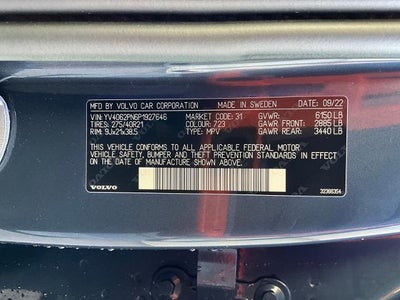 MFD BY VOLVO CAR CORPORATION MADE IN SWEDEN 09/22
VIN: YV4062PN6P1927646 MARKET CODE: 31 GVWR: 6150 LB
TIRES: 275/40R21 COLOUR: 723 GAWR FRONT: 2885 LB
RIM: 9Jx21x38.5 TYPE: MPV GAWR REAR: 3440 LB
THIS VEHICLE CONFORMS TO ALL APPLICABLE FEDERAL MOTOR
VEHICLE SAFETY, BUMPER AND THEFT PREVENTION STANDARDS
IN EFFECT ON THE DATE OF MANUFACTURE SHOWN ABOVE.
VOLVO 32366354